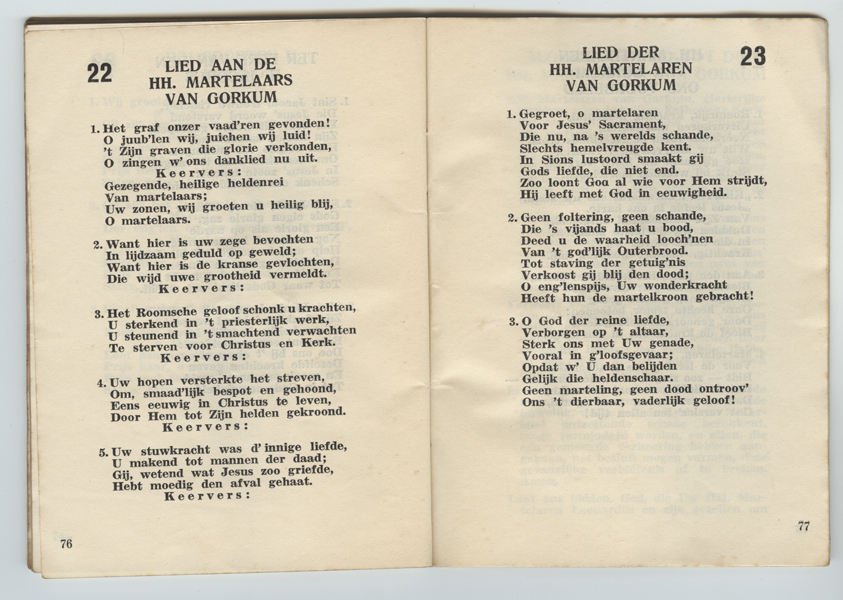 22
LIED AAN DE
HH. MARTELAARS
VAN GORKUM
1. Het graf onzer vaad'ren gevonden!
O juub'len wij, juichen wij luid!
't Zijn graven die glorie verkonden,
O zingen w' ons danklied nu uit.
Keervers:
Gezegende, heilige heldenrei
Van martelaars;
Uw zonen, wij groeten u heilig blij,
O martelaars.
2. Want hier is uw zege bevochten
In lijdzaam geduld op geweld;
Want hier is de kranse gevlochten,
Die wijd uwe grootheid vermeldt.
Keervers:
3. Het Roomsche geloof schonk u krachten,
U sterkend in 't priesterlijk werk,
U steunend in 't smachtend verwachten
Te sterven voor Christus en Kerk.
Keervers:
4. Uw hopen versterkte het streven,
Om, smaad'lijk bespot en gehoond,
Eens eeuwig in Christus te leven,
Door Hem tot Zijn helden gekroond.
Keervers:
5. Uw stuwkracht was d' innige liefde,
U makend tot mannen der daad;
Gij, wetend wat Jesus zoo griefde,
Hebt moedig den afval gehaat.
Keervers:
76
LIED DER
HH. MARTELAREN
VAN GORKUM
23
1. Gegroet, o martelaren
Voor Jesus' Sacrament,
Die nu, na 's werelds schande,
Slechts hemelvreugde kent.
In Sions lustoord smaakt gij
Gods liefde, die niet end.
Zoo loont God al wie voor Hem strijdt,
Hij leeft met God in eeuwigheid.
2. Geen foltering, geen schande,
Die 's vijands haat u bood,
Deed u de waarheid looch'nen
Van 't god'lijk Outerbrood.
Tot staving der getuig'nis
Verkoost gij blij den dood;
O eng'lenspijs, Uw wonderkracht
Heeft hun de martelkroon gebracht!
3. O God der reine liefde,
Verborgen op 't altaar,
Sterk ons met Uw genade,
Vooral in g'loofsgevaar;
Opdat w' U dan belijden
Gelijk die heldenschaar.
Geen marteling, geen dood ontroov'
Ons 't dierbaar, vaderlijk geloof!
77